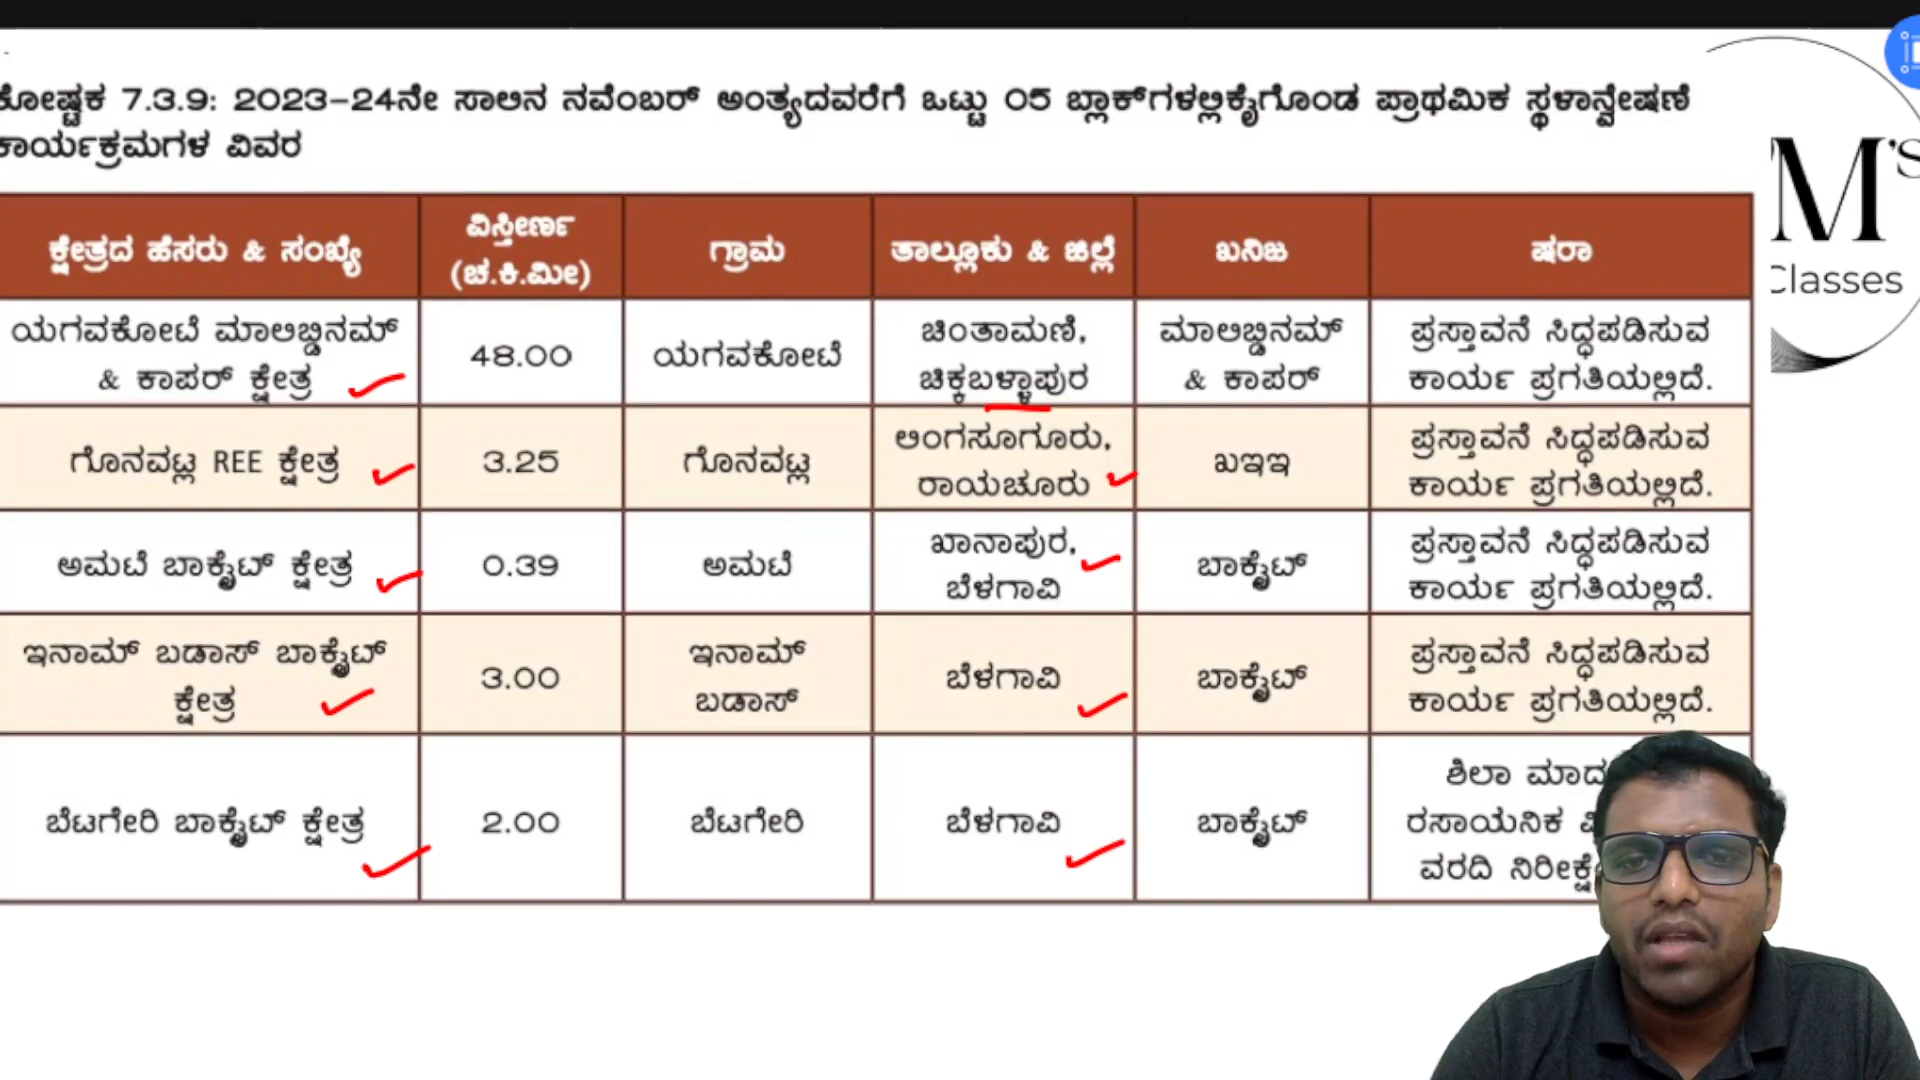 ಕೋಷ್ಟಕ 7.3.9: 2023-24ನೇ ಸಾಲಿನ ನವೆಂಬರ್ ಅಂತ್ಯದವರೆಗೆ ಒಟ್ಟು 05 ಬ್ಲಾಕ್‌ಗಳಲ್ಲಿಕೈಗೊಂಡ ಪ್ರಾಥಮಿಕ ಸ್ಥಳಾನ್ವೇಷಣೆ
ಕಾರ್ಯಕ್ರಮಗಳ ವಿವರ
ಕ್ಷೇತ್ರದ ಹೆಸರು & ಸಂಖ್ಯೆ
ವಿಸ್ತೀರ್ಣ
(ಚ.ಕಿ.ಮೀ)
ಗ್ರಾಮ
ತಾಲ್ಲೂಕು & ಜಿಲ್ಲೆ
ಖನಿಜ
ಷರಾ
ಯಗವಕೋಟೆ ಮಾಲಿಬ್ಡಿನಮ್
& ಕಾಪರ್ ಕ್ಷೇತ್ರ
48.00
ಯಗವಕೋಟೆ
ಚಿಂತಾಮಣಿ,
ಚಿಕ್ಕಬಳ್ಳಾಪುರ
ಮಾಲಿಬ್ಡಿನಮ್
& ಕಾಪರ್
ಪ್ರಸ್ತಾವನೆ ಸಿದ್ಧಪಡಿಸುವ
ಕಾರ್ಯ ಪ್ರಗತಿಯಲ್ಲಿದೆ.
ಗೊನವಟ್ಲ REE ಕ್ಷೇತ್ರ
3.25
ಗೊನವಟ್ಲ
ಲಿಂಗಸೂಗೂರು,
ರಾಯಚೂರು
ಖಇಇ
ಪ್ರಸ್ತಾವನೆ ಸಿದ್ಧಪಡಿಸುವ
ಕಾರ್ಯ ಪ್ರಗತಿಯಲ್ಲಿದೆ.
ಅಮಟೆ ಬಾಕ್ಸೈಟ್ ಕ್ಷೇತ್ರ
0.39
ಅಮಟೆ
ಖಾನಾಪುರ,
ಬೆಳಗಾವಿ
ಬಾಕ್ಸೈಟ್
ಪ್ರಸ್ತಾವನೆ ಸಿದ್ಧಪಡಿಸುವ
ಕಾರ್ಯ ಪ್ರಗತಿಯಲ್ಲಿದೆ.
ಇನಾಮ್ ಬಡಾಸ್ ಬಾಕ್ಸೈಟ್
ಕ್ಷೇತ್ರ
3.00
ಇನಾಮ್
ಬಡಾಸ್
ಬೆಳಗಾವಿ
ಬಾಕ್ಸೈಟ್
ಪ್ರಸ್ತಾವನೆ ಸಿದ್ಧಪಡಿಸುವ
ಕಾರ್ಯ ಪ್ರಗತಿಯಲ್ಲಿದೆ.
ಬೆಟಗೇರಿ ಬಾಕ್ಸೈಟ್ ಕ್ಷೇತ್ರ
2.00
ಬೆಟಗೇರಿ
ಬೆಳಗಾವಿ
ಬಾಕ್ಸೈಟ್
ಶಿಲಾ
ರಸಾಯನಿಕ
ವರದಿ
M's
Classes